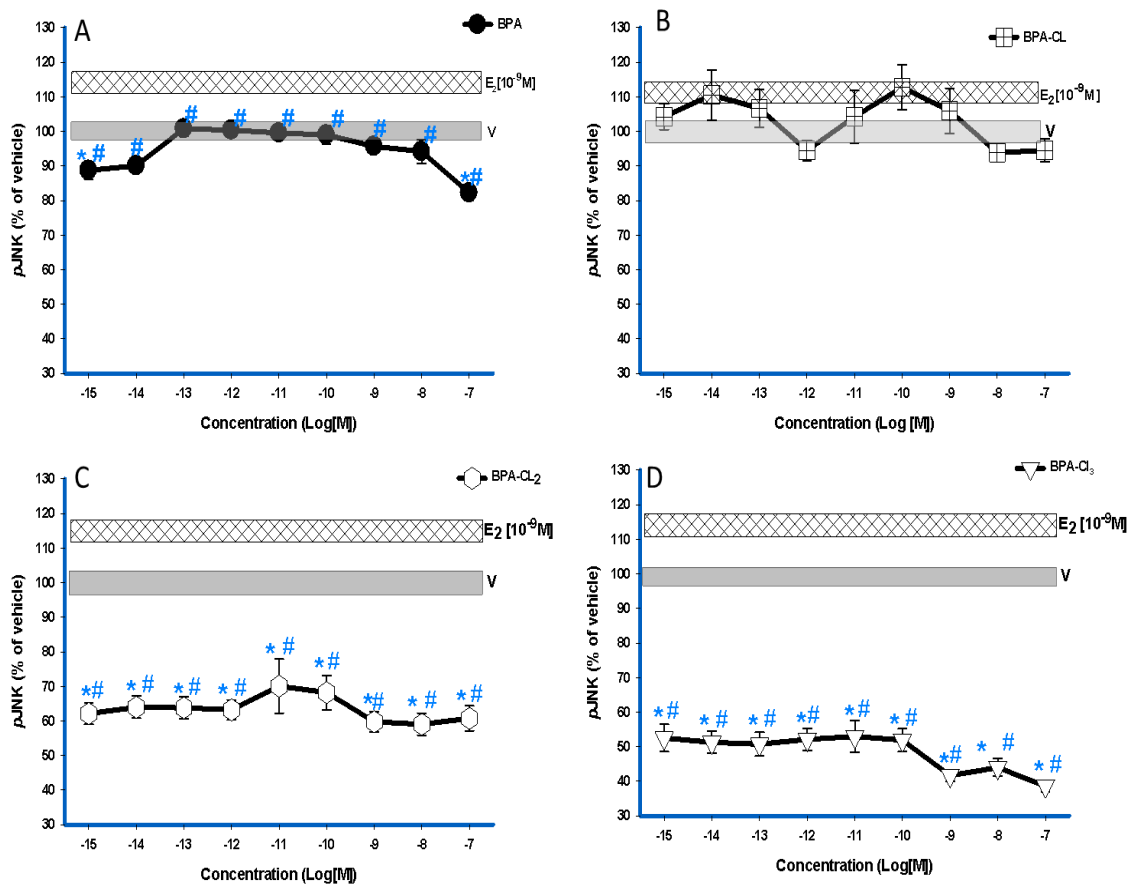 A
BPA
130
120
110
100
90
80
70
60
50
40
30
pJNK (% of vehicle)
E₂[10⁻⁹M]
V
* #
#
#
#
#
#
#
#
*#
-15 -14 -13 -12 -11 -10 -9 -8 -7
Concentration (Log[M])
B
BPA-CL
130
120
110
100
90
80
70
60
50
40
30
pJNK (% of vehicle)
E₂[10⁻⁹M]
V
-15 -14 -13 -12 -11 -10 -9 -8 -7
Concentration (Log [M])
C
BPA-CL₂
130
120
110
100
90
80
70
60
50
40
30
pJNK (% of vehicle)
E₂ [10⁻⁹M]
V
*#
* #
* #
* #
* #
* #
*#
* #
* #
-15 -14 -13 -12 -11 -10 -9 -8 -7
Concentration (Log[M])
D
BPA-Cl₃
130
120
110
100
90
80
70
60
50
40
30
pJNK (% of vehicle)
E₂ [10⁻⁹M]
V
* #
* #
* #
* #
* #
* #
*#
* #
* #
-15 -14 -13 -12 -11 -10 -9 -8 -7
Concentration (Log[M])